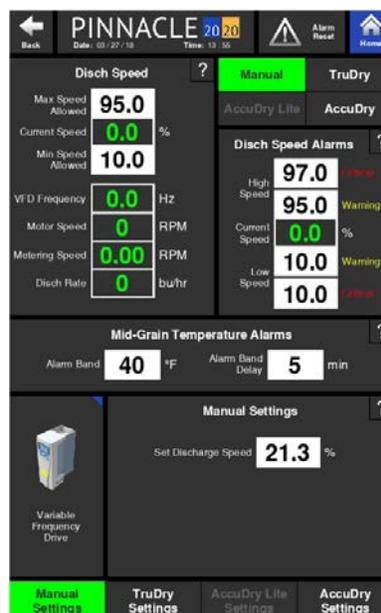 PINNACLE 20 20
Alarm
Reset
Back
Date: 03 / 27 / 18
Time: 13 : 55
Home
Disch Speed
?
Max Speed
Allowed
95.0
Current Speed
0.0
%
Min Speed
Allowed
10.0
VFD Frequency
0.0
Hz
Motor Speed
0
RPM
Metering Speed
0.00
RPM
Disch Rate
0
bu/hr
Manual
TruDry
AccuDry Lite
AccuDry
Disch Speed Alarms
?
High
Speed
97.0
Critical
95.0
Warning
Current
Speed
0.0
%
Low
Speed
10.0
Warning
10.0
Critical
Mid-Grain Temperature Alarms
?
Alarm Band
40
°F
Alarm Band
Delay
5
min
Variable
Frequency
Drive
Manual Settings
?
Set Discharge Speed
21.3
%
Manual
Settings
TruDry
Settings
AccuDry Lite
Settings
AccuDry
Settings